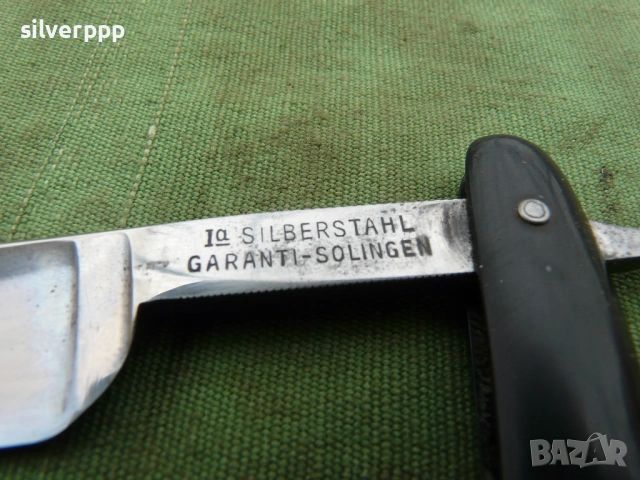 silverppp
Ia SILBERSTAHL
GARANTI-SOLINGEN
BAZAR